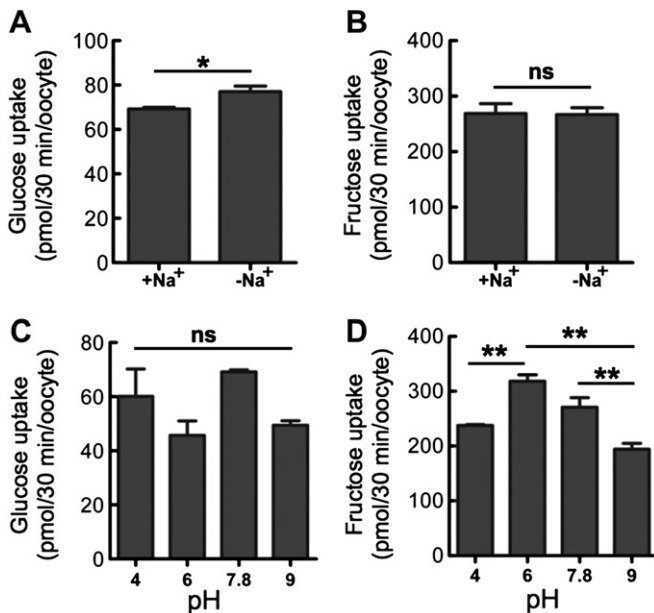 A
Glucose uptake
(pmol/30 min/oocyte)
100
80
60
40
20
0
*
+Na⁺
-Na⁺
B
Fructose uptake
(pmol/30 min/oocyte)
400
300
200
100
0
ns
+Na⁺
-Na⁺
C
Glucose uptake
(pmol/30 min/oocyte)
80
60
40
20
0
ns
4 6 7.8 9
pH
D
Fructose uptake
(pmol/30 min/oocyte)
400
300
200
100
0
**
**
**
4 6 7.8 9
pH